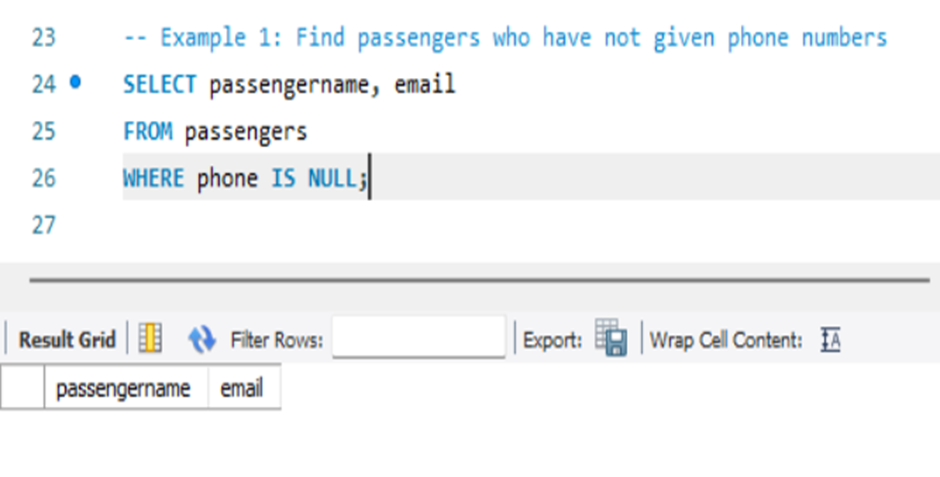 23 -- Example 1: Find passengers who have not given phone numbers
24 SELECT passengername, email
25 FROM passengers
26 WHERE phone IS NULL;
27
Result Grid Filter Rows: Export: Wrap Cell Content: IA
passengername email